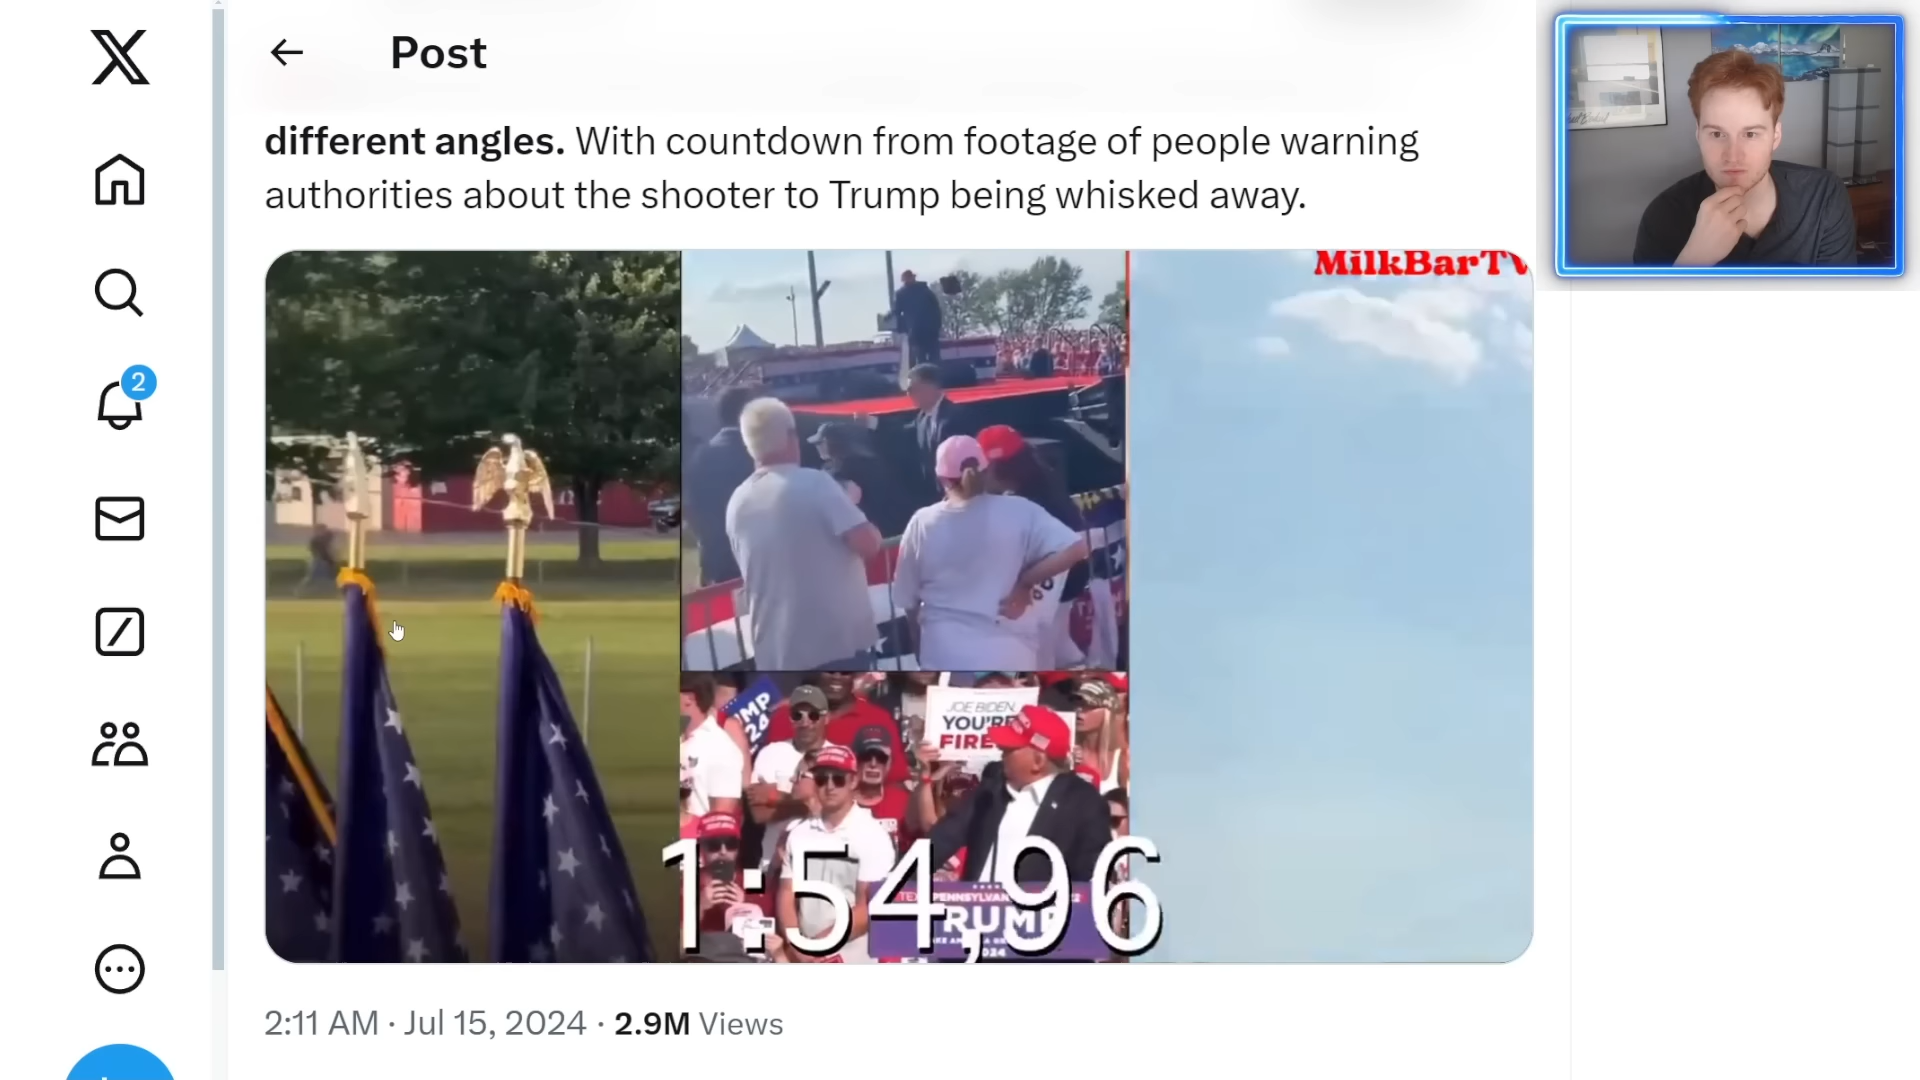 Post
different angles. With countdown from footage of people warning
authorities about the shooter to Trump being whisked away.
2
MilkBarTV
JOE BIDEN
YOU'RE
FIRE
1:54,96
PENNSYLVAN
TRUMP
2:11 AM · Jul 15, 2024 · 2.9M Views